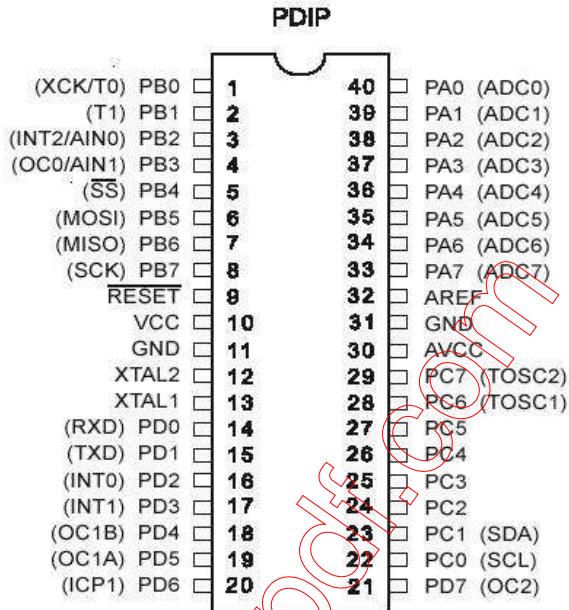 PDIP
(XCK/T0) PB0 1 40 PA0 (ADC0)
(T1) PB1 2 39 PA1 (ADC1)
(INT2/AIN0) PB2 3 38 PA2 (ADC2)
(OC0/AIN1) PB3 4 37 PA3 (ADC3)
(SS) PB4 5 36 PA4 (ADC4)
(MOSI) PB5 6 35 PA5 (ADC5)
(MISO) PB6 7 34 PA6 (ADC6)
(SCK) PB7 8 33 PA7 (ADC7)
RESET 9 32 AREF
VCC 10 31 GND
GND 11 30 AVCC
XTAL2 12 29 PC7 (TOSC2)
XTAL1 13 28 PC6 (TOSC1)
(RXD) PD0 14 27 PC5
(TXD) PD1 15 26 PC4
(INT0) PD2 16 25 PC3
(INT1) PD3 17 24 PC2
(OC1B) PD4 18 23 PC1 (SDA)
(OC1A) PD5 19 22 PC0 (SCL)
(ICP1) PD6 20 21 PD7 (OC2)
pdf.com